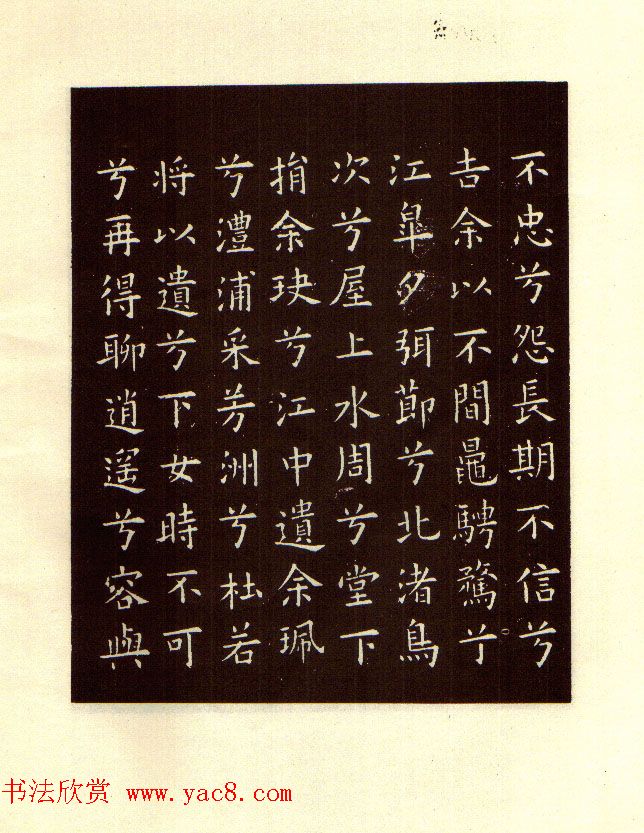 不忠兮怨長期不信兮
告余以不間鼂騁騖
江皐夕弭節兮北渚鳥
次兮屋上水周兮堂下
捐余玦兮江中遺余珮
兮澧浦采芳洲兮杜若
将以遺兮下女時不可
兮再得聊逍遥兮容與
书法欣赏 www.yac8.com